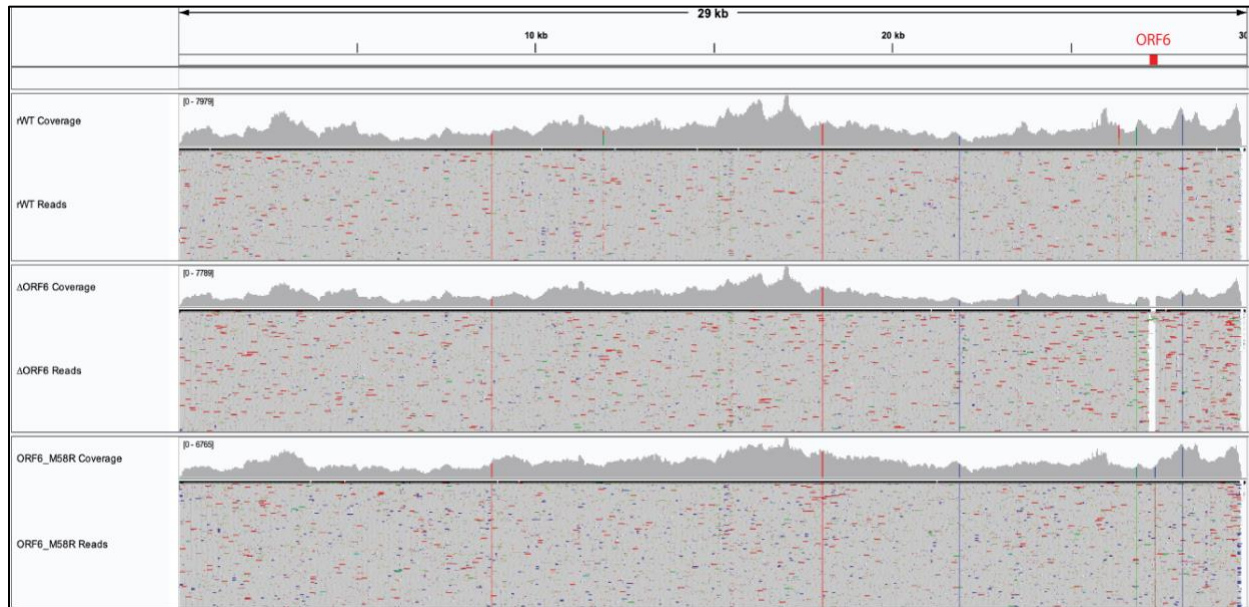 29 kb
10 kb
20 kb
30
ORF6
rWT Coverage
[0 - 7979]
rWT Reads
ΔORF6 Coverage
[0 - 7789]
ΔORF6 Reads
ORF6_M58R Coverage
[0 - 6765]
ORF6_M58R Reads